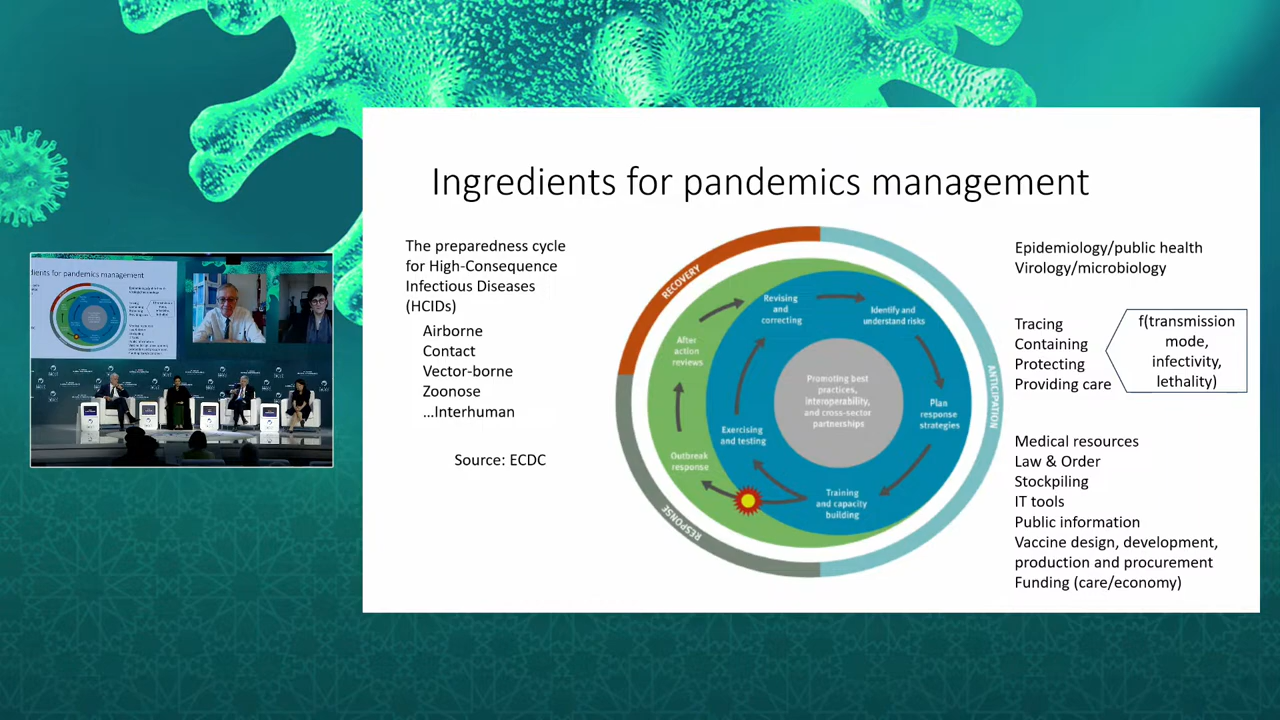 Ingredients for pandemics management
The preparedness cycle
for High-Consequence
Infectious Diseases
(HCIDs)
Airborne
Contact
Vector-borne
Zoonose
...Interhuman
Source: ECDC
RECOVERY
ANTICIPATION
RESPONSE
Revising
and
correcting
Identify and
understand risks
After
action
reviews
Promoting best
practices,
interoperability,
and cross-sector
partnerships
Plan
response
strategies
Exercising
and testing
Outbreak
response
Training
and capacity
building
Epidemiology/public health
Virology/microbiology
Tracing
Containing
Protecting
Providing care
f(transmission
mode,
infectivity,
lethality)
Medical resources
Law & Order
Stockpiling
IT tools
Public information
Vaccine design, development,
production and procurement
Funding (care/economy)
dients for pandemics management